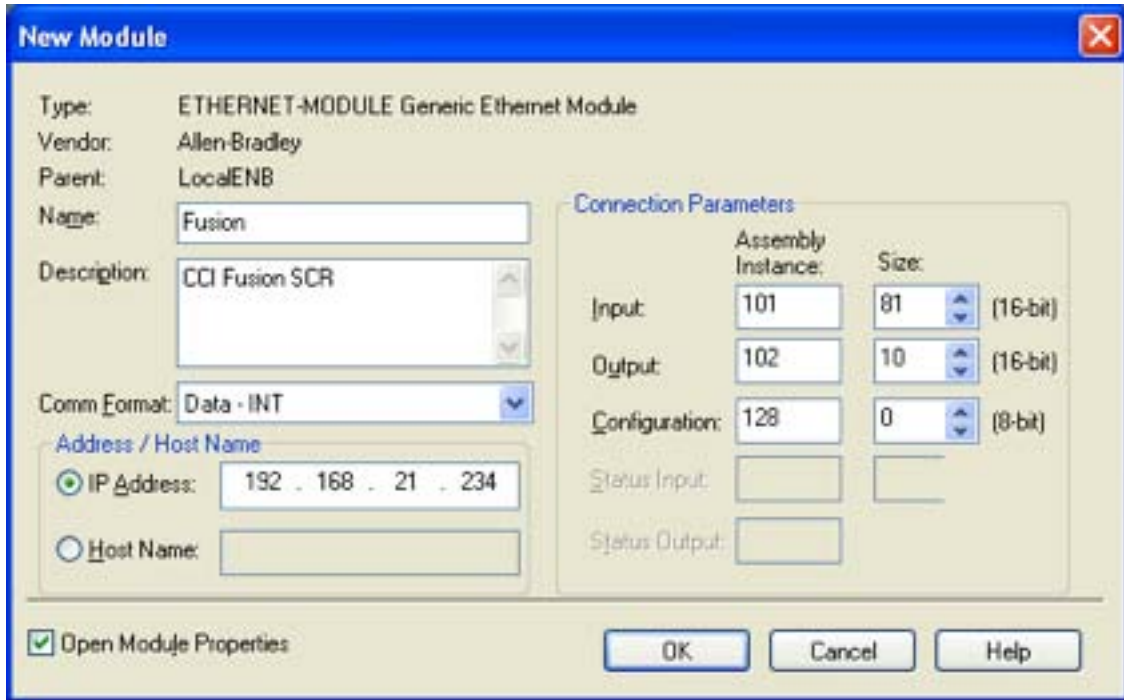 New Module
Type: ETHERNET-MODULE Generic Ethernet Module
Vendor: Allen-Bradley
Parent: LocalENB
Name: Fusion
Description: CCI Fusion SCR
Comm Format: Data - INT
Address / Host Name
IP Address: 192 . 168 . 21 . 234
Host Name:
Connection Parameters
Assembly Instance: Size:
Input: 101 81 (16-bit)
Output: 102 10 (16-bit)
Configuration: 128 0 (8-bit)
Status Input:
Status Output:
Open Module Properties
OK Cancel Help